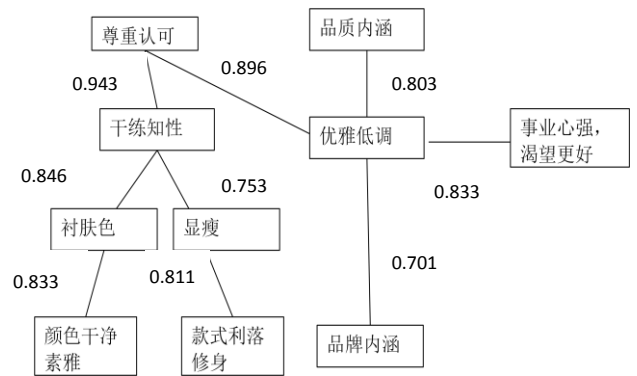 尊重认可
品质内涵
0.943
0.896
0.803
干练知性
优雅低调
事业心强，
渴望更好
0.846
0.753
0.833
衬肤色
显瘦
0.833
0.811
0.701
颜色干净
素雅
款式利落
修身
品牌内涵